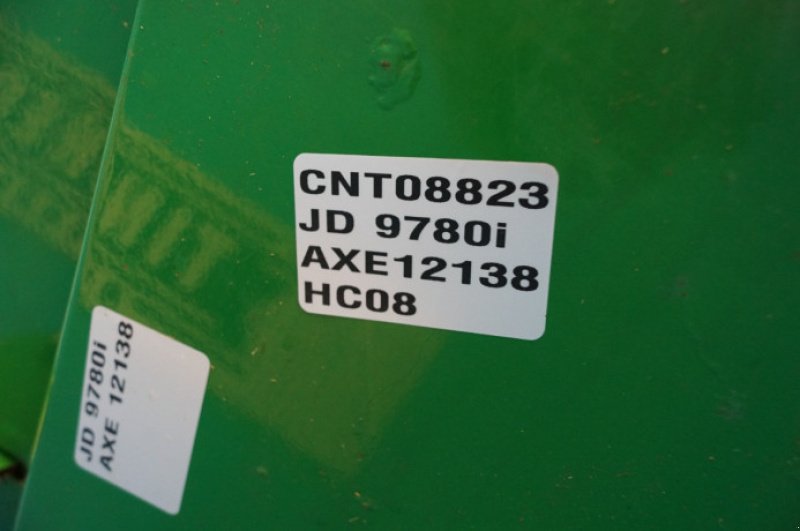 CNT08823
JD 9780i
AXE12138
HC08
JD 9780i
AXE 12138